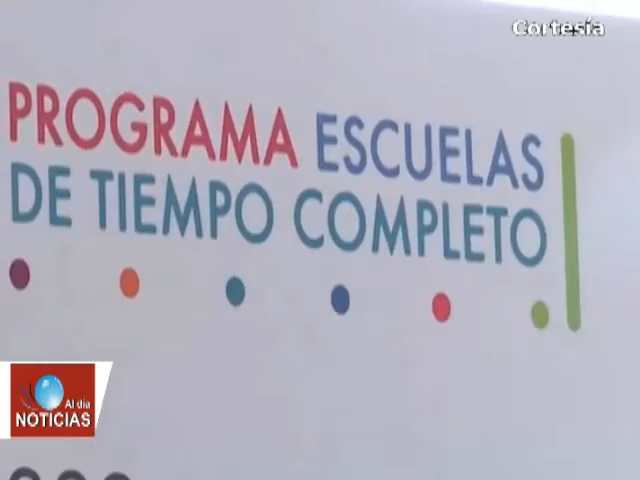 Cortesía
PROGRAMA ESCUELAS
DE TIEMPO COMPLETO
Al día
NOTICIAS